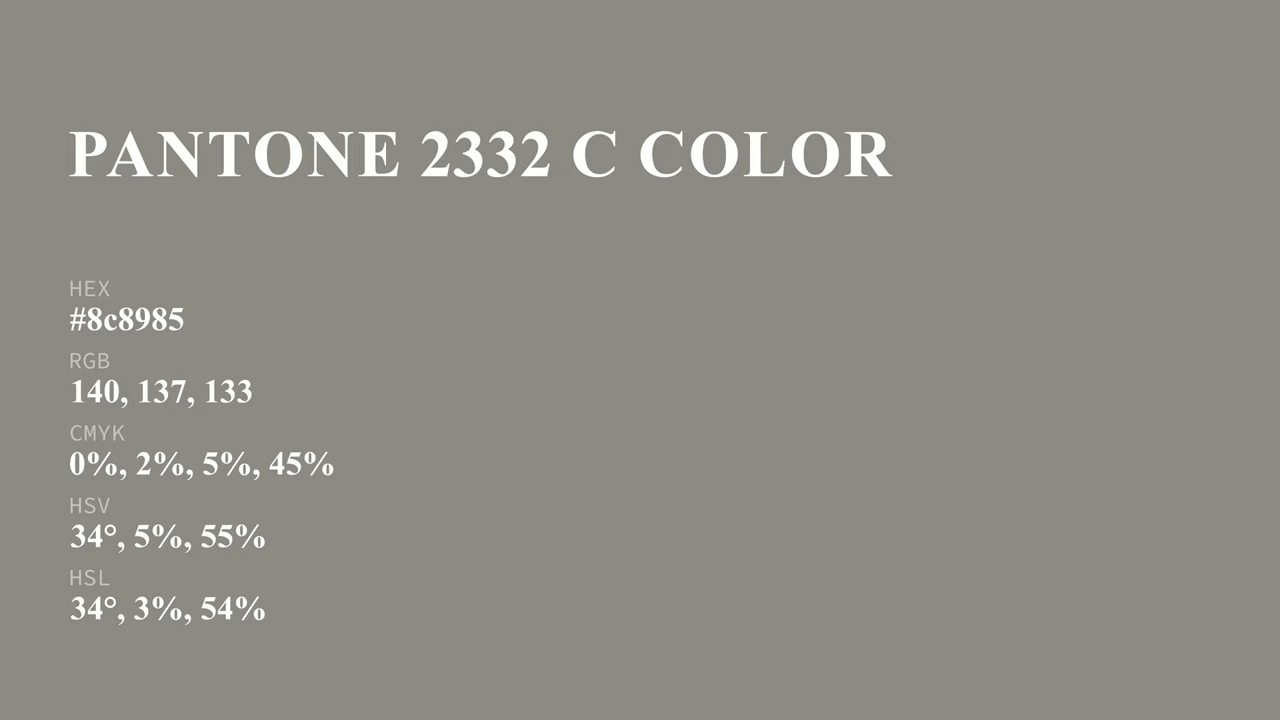 PANTONE 2332 C COLOR
HEX
#8c8985
RGB
140, 137, 133
CMYK
0%, 2%, 5%, 45%
HSV
34°, 5%, 55%
HSL
34°, 3%, 54%